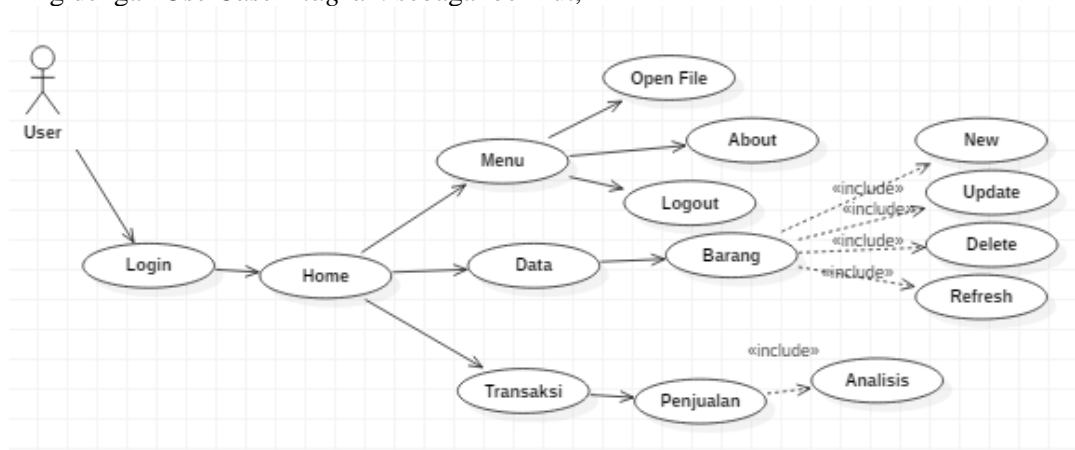 User
Open File
About
New
Menu
«include»
Update
Logout
«include»
Login
Home
Data
Barang
«include»
Delete
«include»
Refresh
«include»
Transaksi
Penjualan
Analisis